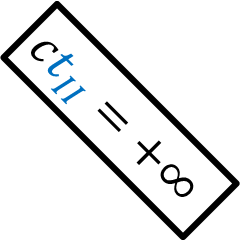 ct_II = +∞